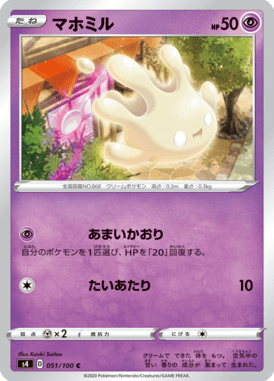 たね マホミル HP50
全国図鑑NO.868 クリームポケモン 高さ：0.2m 重さ：0.3kg
あまいかおり
自分のポケモンを1匹選び、HPを「20」回復する。
たいあたり 10
弱点 ×2 抵抗力 にげる
Illus. Kouki Saitou
s4 D 051/100 C
©2020 Pokémon/Nintendo/Creatures/GAME FREAK.
クリームで できた 体を もつ。 空気中の
甘い 香りの 成分が 集まって 生まれた。